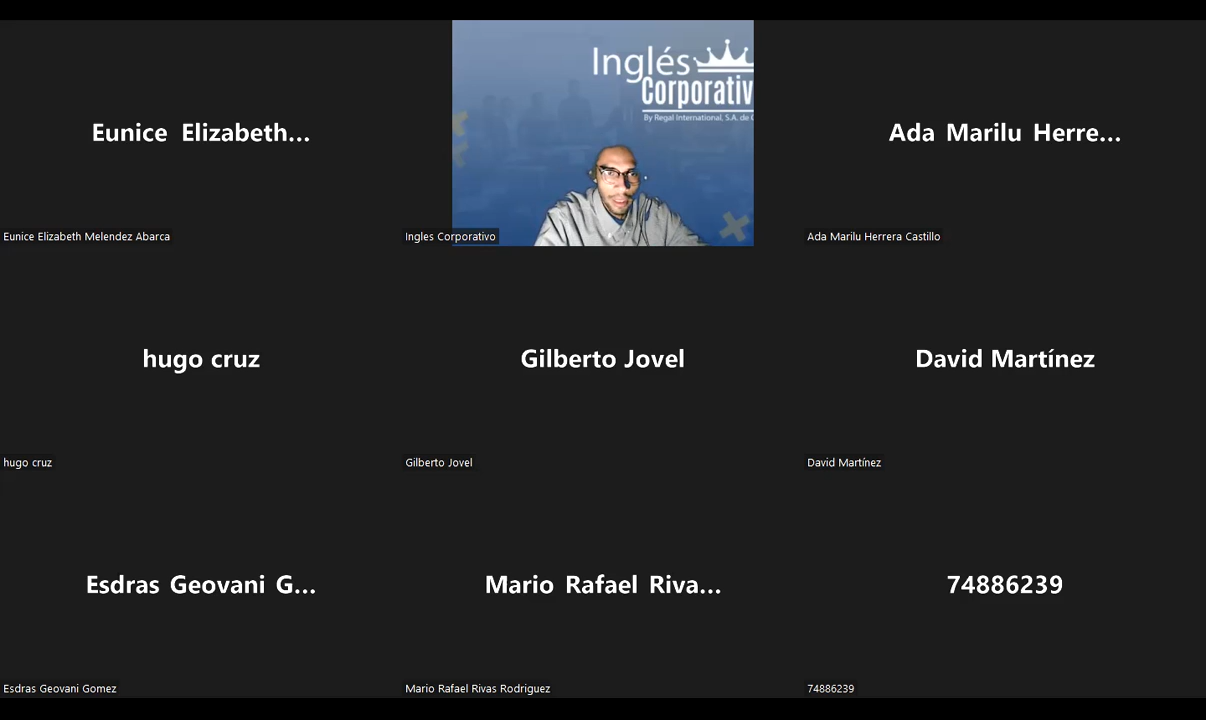 Inglés
Corporativ
By Regal International, S.A. de C
Eunice Elizabeth...
Ada Marilu Herre...
Eunice Elizabeth Melendez Abarca
Ingles Corporativo
Ada Marilu Herrera Castillo
hugo cruz
Gilberto Jovel
David Martínez
hugo cruz
Gilberto Jovel
David Martínez
Esdras Geovani G...
Mario Rafael Riva...
74886239
Esdras Geovani Gomez
Mario Rafael Rivas Rodriguez
74886239